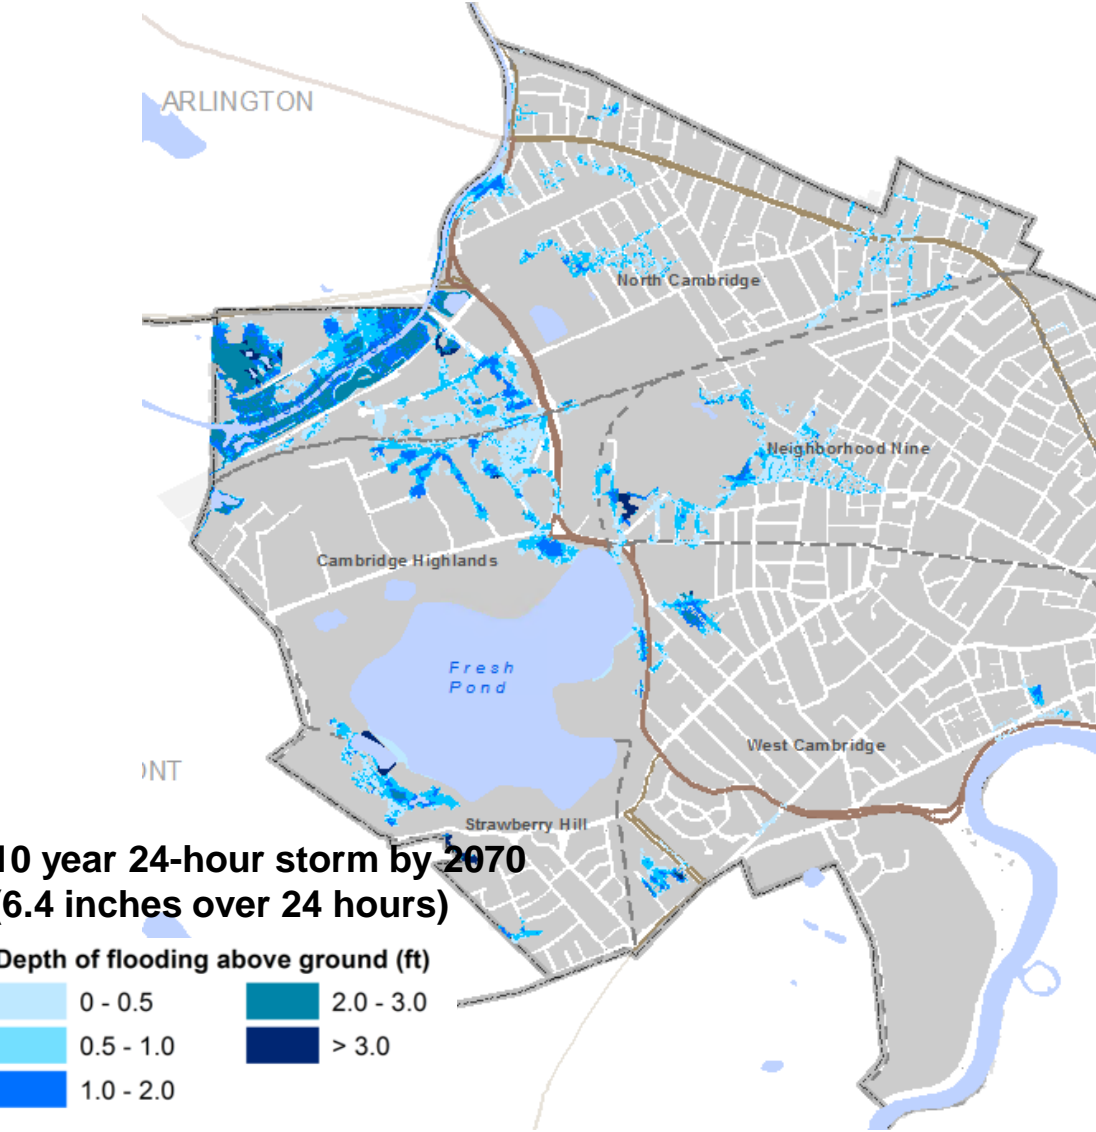 ARLINGTON
North Cambridge
Neighborhood Nine
Cambridge Highlands
Fresh
Pond
West Cambridge
ONT
Strawberry Hill
10 year 24-hour storm by 2070
(6.4 inches over 24 hours)
Depth of flooding above ground (ft)
0 - 0.5
2.0 - 3.0
0.5 - 1.0
> 3.0
1.0 - 2.0